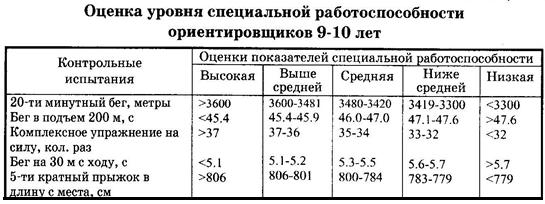 Оценка уровня специальной работоспособности
ориентировщиков 9-10 лет
Контрольные испытания
Оценки показателей специальной работоспособности
Высокая Выше средней Средняя Ниже средней Низкая
20-ти минутный бег, метры >3600 3600-3481 3480-3420 3419-3300 <3300
Бег в подъем 200 м, с <45.4 45.4-45.9 46.0-47.0 47.1-47.6 >47.6
Комплексное упражнение на
силу, кол. раз >37 37-36 35-34 33-32 <32
Бег на 30 м с ходу, с <5.1 5.1-5.2 5.3-5.5 5.6-5.7 >5.7
5-ти кратный прыжок в >806 806-801 800-784 783-779 <779
длину с места, см